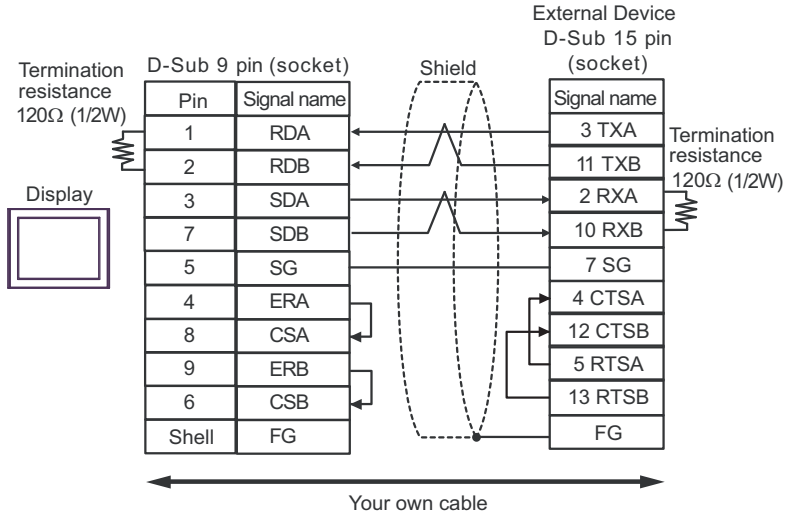 External Device
D-Sub 15 pin
(socket)
D-Sub 9 pin (socket)
Shield
Termination
resistance
120Ω (1/2W)
Pin Signal name
Signal name
1 RDA
3 TXA
2 RDB
11 TXB
Termination
resistance
120Ω (1/2W)
Display
3 SDA
2 RXA
7 SDB
10 RXB
5 SG
7 SG
4 ERA
4 CTSA
8 CSA
12 CTSB
9 ERB
5 RTSA
6 CSB
13 RTSB
Shell FG
FG
Your own cable